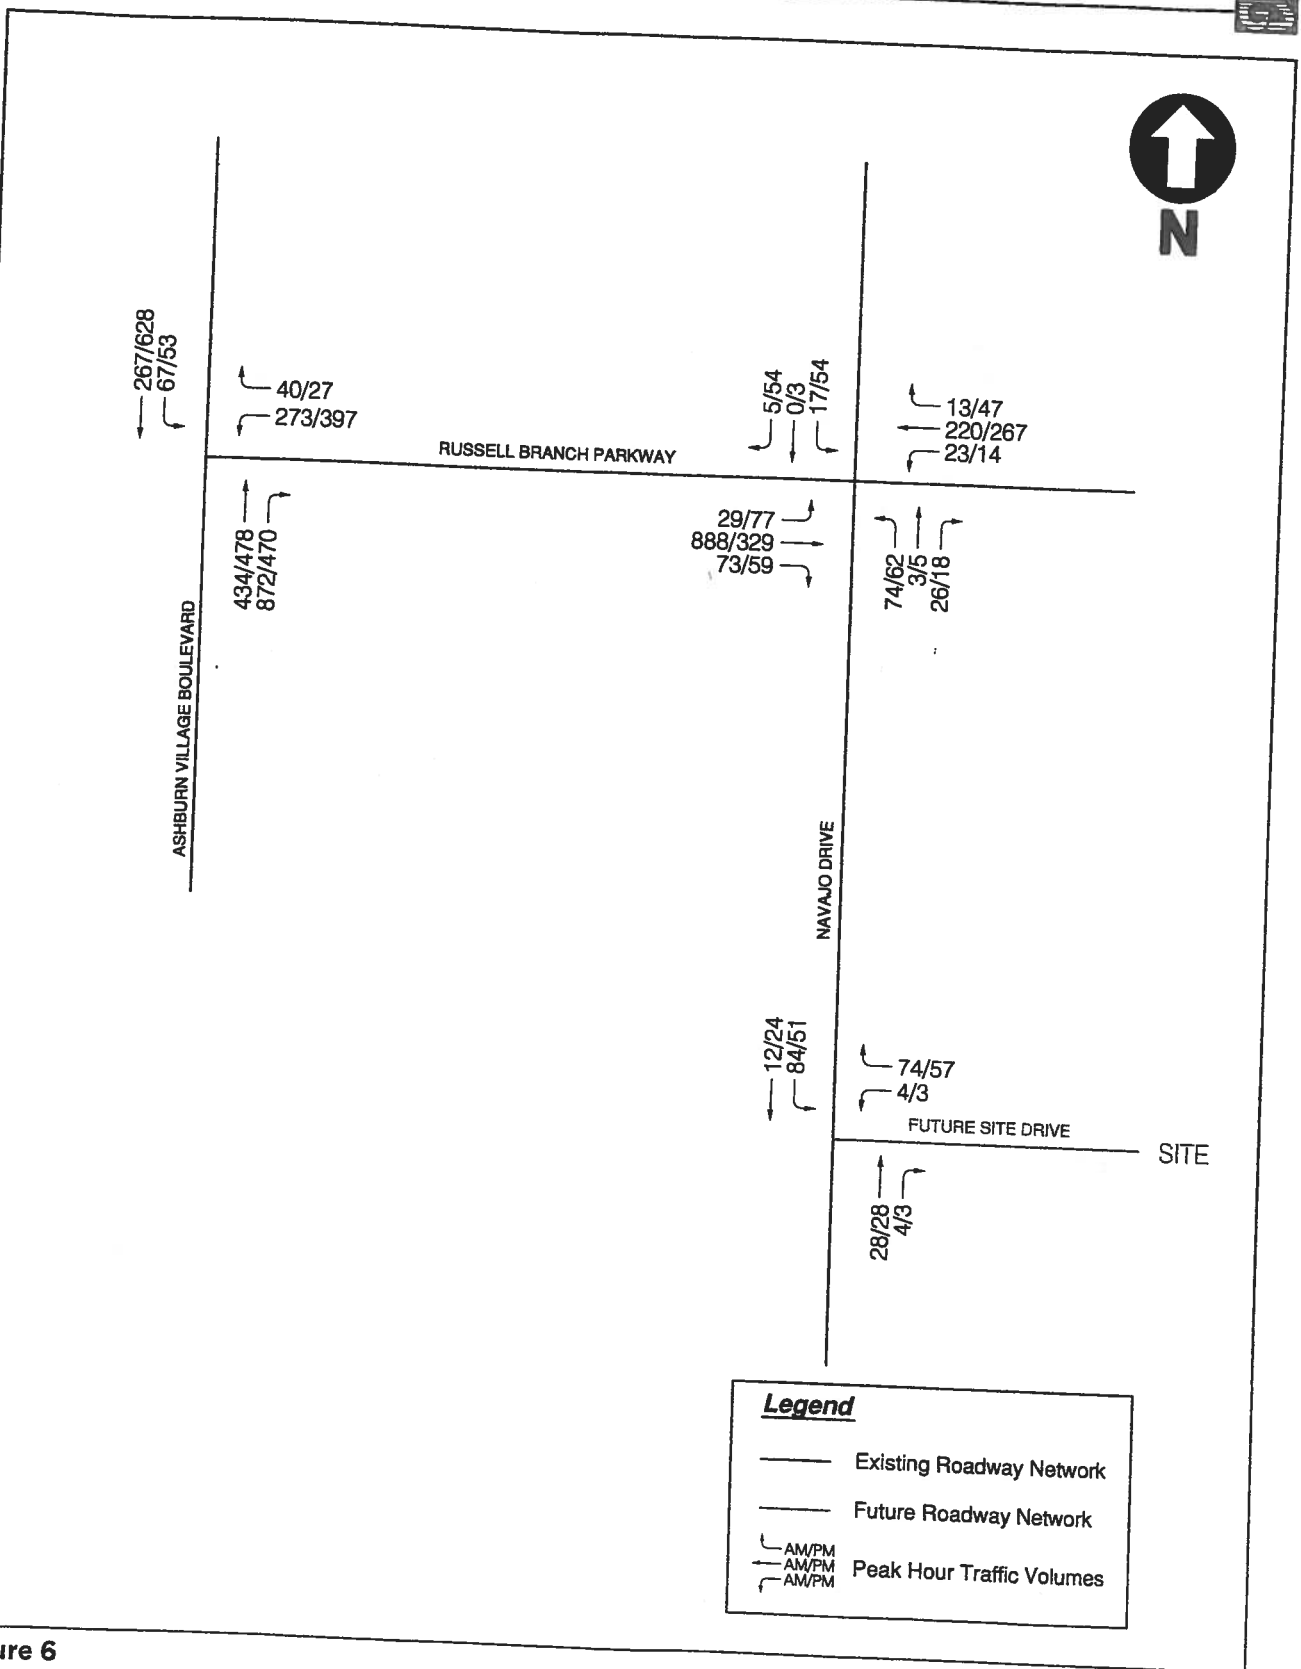 N
267/628
67/53
40/27
273/397
RUSSELL BRANCH PARKWAY
434/478
872/470
ASHBURN VILLAGE BOULEVARD
5/54
0/3
17/54
13/47
220/267
23/14
29/77
888/329
73/59
74/62
3/5
26/18
NAVAJO DRIVE
12/24
84/51
74/57
4/3
FUTURE SITE DRIVE
SITE
28/28
4/3
Legend
Existing Roadway Network
Future Roadway Network
AM/PM
AM/PM
AM/PM
Peak Hour Traffic Volumes
ure 6